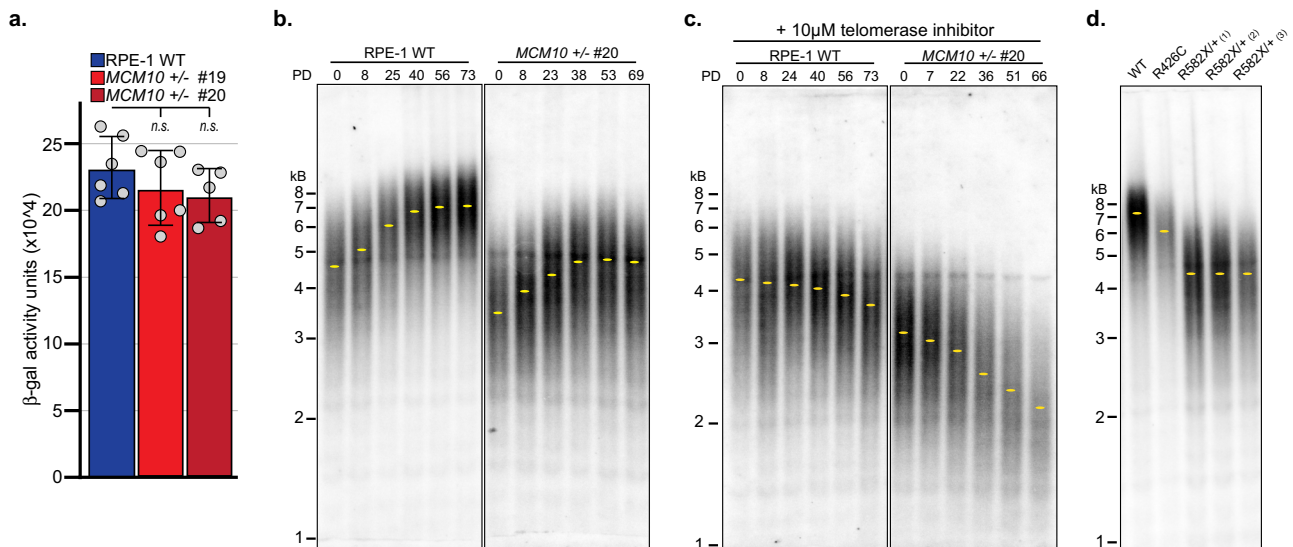 a.
RPE-1 WT
MCM10 +/- #19
MCM10 +/- #20
n.s. n.s.
β-gal activity units (x10^4)
25
20
15
10
5
0
b.
RPE-1 WT MCM10 +/- #20
PD 0 8 25 40 56 73 0 8 23 38 53 69
kB
8
7
6
5
4
3
2
1
c.
+ 10µM telomerase inhibitor
RPE-1 WT MCM10 +/- #20
PD 0 8 24 40 56 73 0 7 22 36 51 66
kB
8
7
6
5
4
3
2
1
d.
WT R426C R582X/+ (1) R582X/+ (2) R582X/+ (3)
kB
8
7
6
5
4
3
2
1